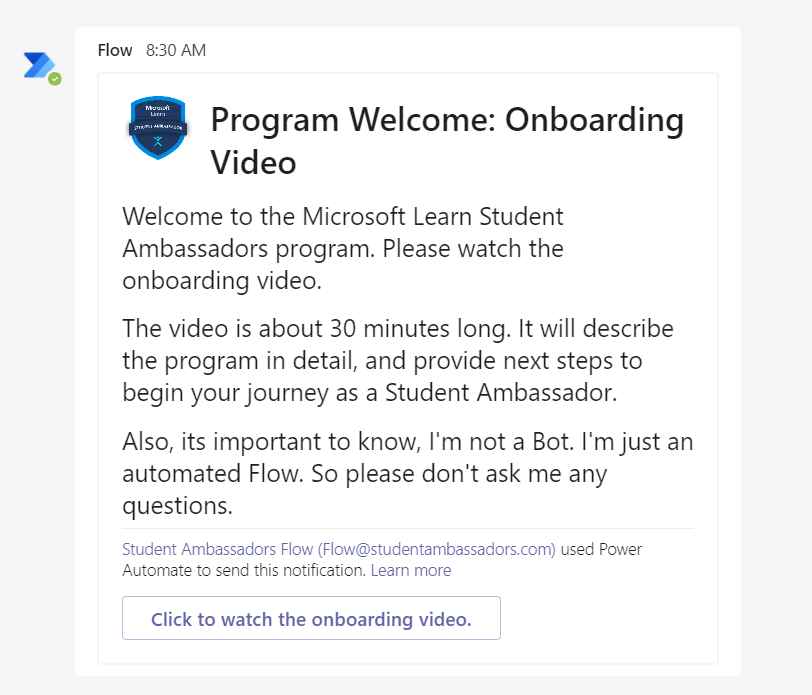 Flow 8:30 AM
Microsoft
Learn
STUDENT AMBASSADOR
Program Welcome: Onboarding
Video
Welcome to the Microsoft Learn Student
Ambassadors program. Please watch the
onboarding video.
The video is about 30 minutes long. It will describe
the program in detail, and provide next steps to
begin your journey as a Student Ambassador.
Also, its important to know, I'm not a Bot. I'm just an
automated Flow. So please don't ask me any
questions.
Student Ambassadors Flow (Flow@studentambassadors.com) used Power
Automate to send this notification. Learn more
Click to watch the onboarding video.